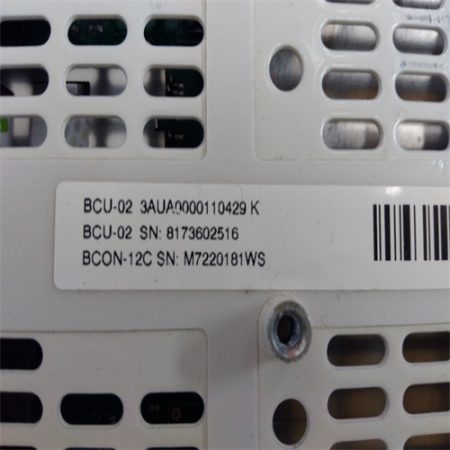 BCU-02 3AUA0000110429 K
BCU-02 SN: 8173602516
BCON-12C SN: M7220181WS